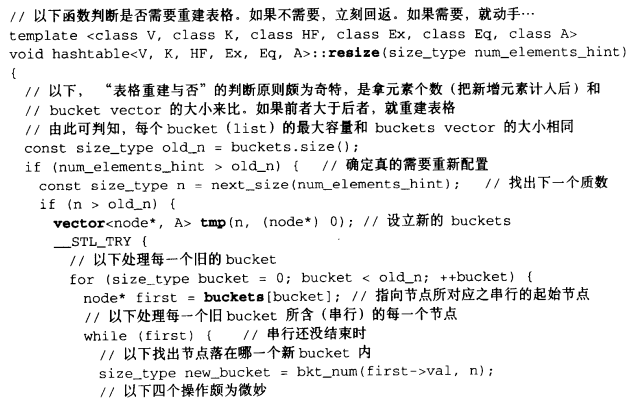 // 以下函数判断是否需要重建表格。如果不需要，立刻回返。如果需要，就动手…
template <class V, class K, class HF, class Ex, class Eq, class A>
void hashtable<V, K, HF, Ex, Eq, A>::resize(size_type num_elements_hint)
{
  // 以下，“表格重建与否”的判断原则颇为奇特，是拿元素个数（把新增元素计入后）和
  // bucket vector 的大小来比。如果前者大于后者，就重建表格
  // 由此可判知，每个 bucket (list) 的最大容量和 buckets vector 的大小相同
  const size_type old_n = buckets.size();
  if (num_elements_hint > old_n) {   // 确定真的需要重新配置
    const size_type n = next_size(num_elements_hint);   // 找出下一个质数
    if (n > old_n) {
      vector<node*, A> tmp(n, (node*) 0); // 设立新的 buckets
      __STL_TRY {
        // 以下处理每一个旧的 bucket
        for (size_type bucket = 0; bucket < old_n; ++bucket) {
          node* first = buckets[bucket]; // 指向节点所对应之串行的起始节点
          // 以下处理每一个旧 bucket 所含（串行）的每一个节点
          while (first) {    // 串行还没结束时
            // 以下找出节点落在哪一个新 bucket 内
            size_type new_bucket = bkt_num(first->val, n);
            // 以下四个操作颇为微妙